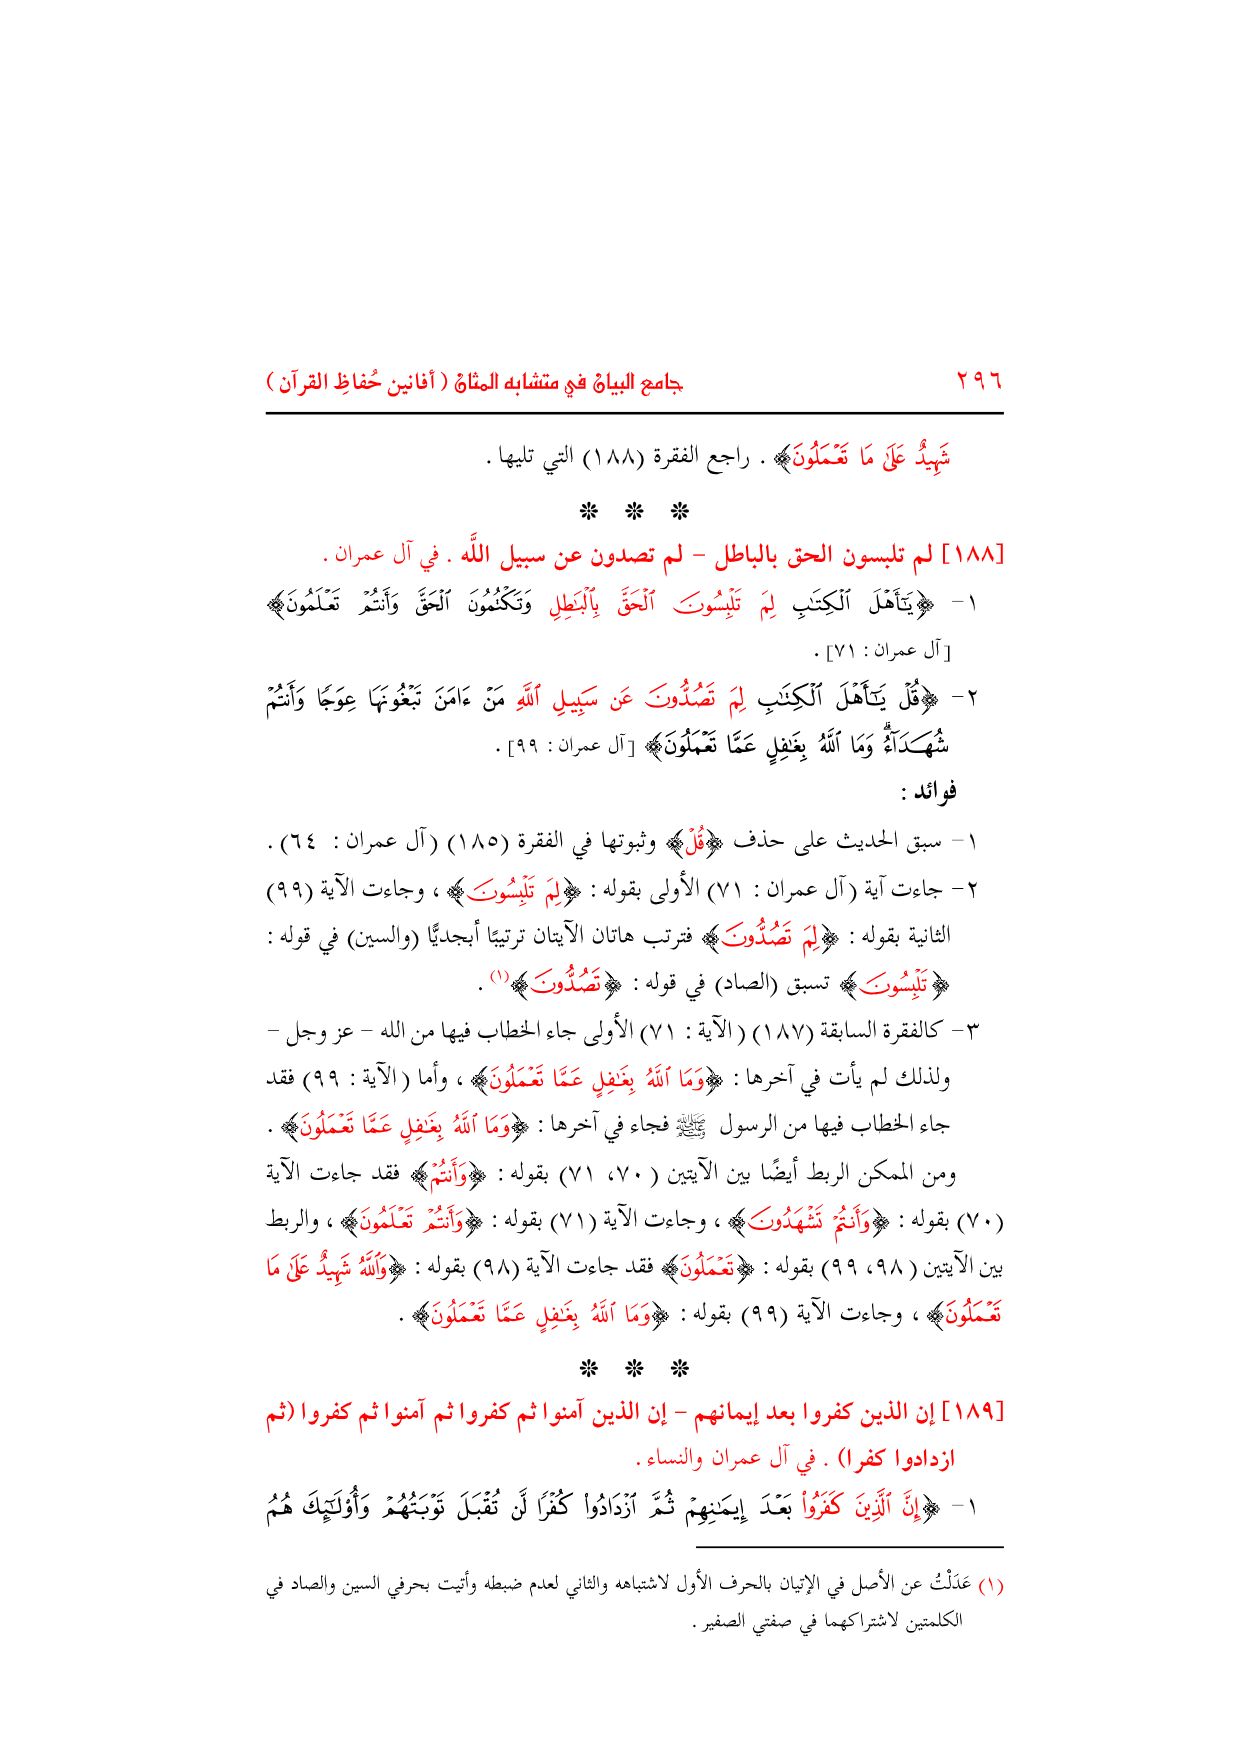 ٢٩٦ جامع البيان في متشابه المثان ( أفانين حُفاظِ القرآن )
شَهِيدٌ عَلَىٰ مَا تَعْمَلُونَ﴾ . راجع الفقرة (١٨٨) التي تليها .
❊ ❊ ❊
[١٨٨] لم تلبسون الحق بالباطل – لم تصدون عن سبيل اللَّه . في آل عمران .
١– ﴿يَٰٓأَهْلَ ٱلْكِتَٰبِ لِمَ تَلْبِسُونَ ٱلْحَقَّ بِٱلْبَٰطِلِ وَتَكْتُمُونَ ٱلْحَقَّ وَأَنتُمْ تَعْلَمُونَ﴾
[آل عمران : ٧١] .
٢– ﴿قُلْ يَٰٓأَهْلَ ٱلْكِتَٰبِ لِمَ تَصُدُّونَ عَن سَبِيلِ ٱللَّهِ مَنْ ءَامَنَ تَبْغُونَهَا عِوَجًا وَأَنتُمْ
شُهَدَآءُ ۗ وَمَا ٱللَّهُ بِغَٰفِلٍ عَمَّا تَعْمَلُونَ﴾ [آل عمران : ٩٩] .
فوائد :
١– سبق الحديث على حذف ﴿قُلْ﴾ وثبوتها في الفقرة (١٨٥) (آل عمران : ٦٤) .
٢– جاءت آية (آل عمران : ٧١) الأولى بقوله : ﴿لِمَ تَلْبِسُونَ﴾ ، وجاءت الآية (٩٩)
الثانية بقوله : ﴿لِمَ تَصُدُّونَ﴾ فترتب هاتان الآيتان ترتيبًا أبجديًّا (والسين) في قوله :
﴿تَلْبِسُونَ﴾ تسبق (الصاد) في قوله : ﴿تَصُدُّونَ﴾(١) .
٣– كالفقرة السابقة (١٨٧) (الآية : ٧١) الأولى جاء الخطاب فيها من الله – عز وجل –
ولذلك لم يأت في آخرها : ﴿وَمَا ٱللَّهُ بِغَٰفِلٍ عَمَّا تَعْمَلُونَ﴾ ، وأما (الآية : ٩٩) فقد
جاء الخطاب فيها من الرسول ﷺ فجاء في آخرها : ﴿وَمَا ٱللَّهُ بِغَٰفِلٍ عَمَّا تَعْمَلُونَ﴾ .
ومن الممكن الربط أيضًا بين الآيتين (٧٠، ٧١) بقوله : ﴿وَأَنتُمْ﴾ فقد جاءت الآية
(٧٠) بقوله : ﴿وَأَنتُمْ تَشْهَدُونَ﴾ ، وجاءت الآية (٧١) بقوله : ﴿وَأَنتُمْ تَعْلَمُونَ﴾ ، والربط
بين الآيتين (٩٨، ٩٩) بقوله : ﴿تَعْمَلُونَ﴾ فقد جاءت الآية (٩٨) بقوله : ﴿وَٱللَّهُ شَهِيدٌ عَلَىٰ مَا
تَعْمَلُونَ﴾ ، وجاءت الآية (٩٩) بقوله : ﴿وَمَا ٱللَّهُ بِغَٰفِلٍ عَمَّا تَعْمَلُونَ﴾ .
❊ ❊ ❊
[١٨٩] إن الذين كفروا بعد إيمانهم – إن الذين آمنوا ثم كفروا ثم آمنوا ثم كفروا (ثم
ازدادوا كفرا) . في آل عمران والنساء .
١– ﴿إِنَّ ٱلَّذِينَ كَفَرُوا۟ بَعْدَ إِيمَٰنِهِمْ ثُمَّ ٱزْدَادُوا۟ كُفْرًا لَّن تُقْبَلَ تَوْبَتُهُمْ وَأُو۟لَٰٓئِكَ هُمُ
(١) عَدَلْتُ عن الأصل في الإتيان بالحرف الأول لاشتباهه والثاني لعدم ضبطه وأتيت بحرفي السين والصاد في
الكلمتين لاشتراكهما في صفتي الصفير .